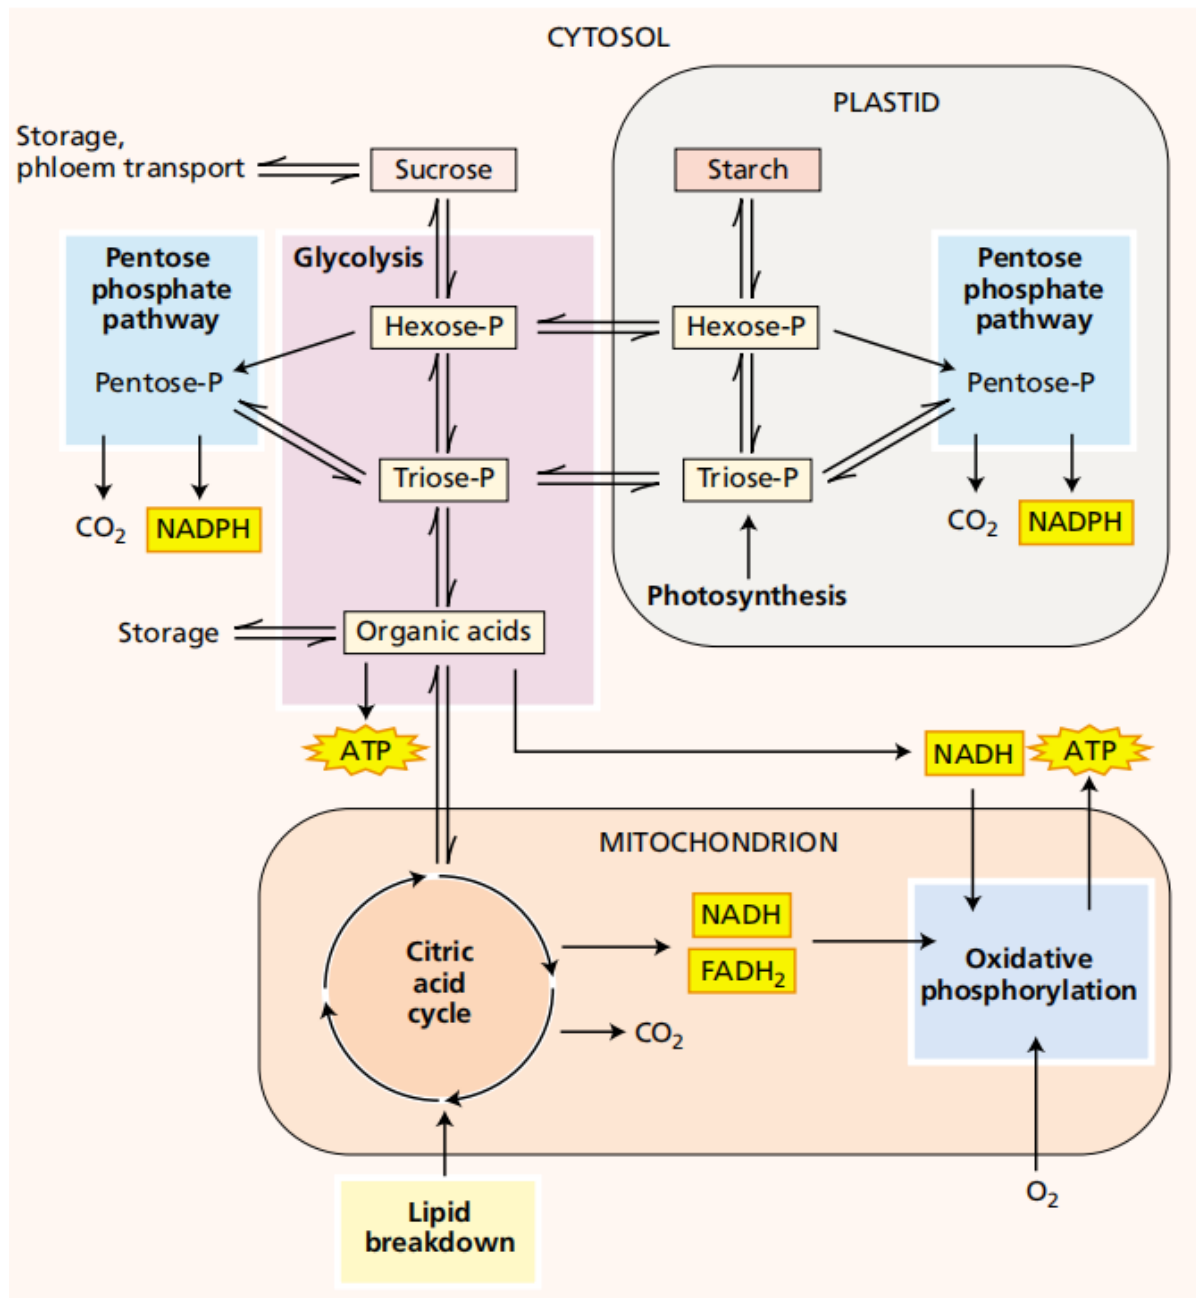 CYTOSOL
PLASTID
Storage,
phloem transport
Sucrose
Starch
Pentose
phosphate
pathway
Glycolysis
Pentose
phosphate
pathway
Hexose-P
Hexose-P
Pentose-P
Pentose-P
Triose-P
Triose-P
CO₂
NADPH
CO₂
NADPH
Photosynthesis
Storage
Organic acids
ATP
NADH
ATP
MITOCHONDRION
NADH
FADH₂
Citric
acid
cycle
Oxidative
phosphorylation
CO₂
O₂
Lipid
breakdown